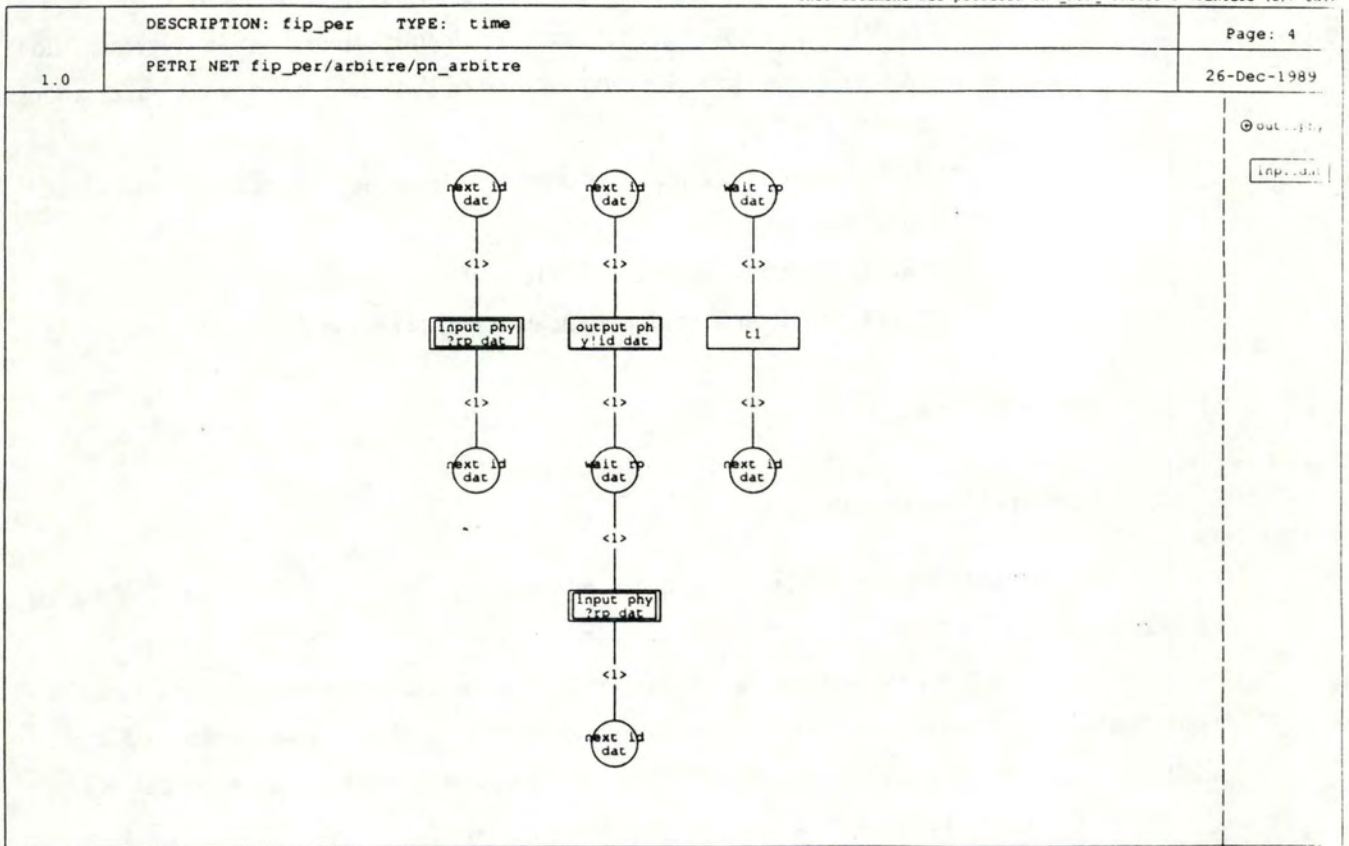 DESCRIPTION: fip_per TYPE: time
Page: 4
1.0
PETRI NET fip_per/arbitre/pn_arbitre
26-Dec-1989
next id
dat
next id
dat
wait rp
dat
<1>
<1>
<1>
Input phy
?rp dat
output ph
y!id dat
t1
<1>
<1>
<1>
next id
dat
wait rp
dat
next id
dat
<1>
Input phy
?rp dat
<1>
next id
dat